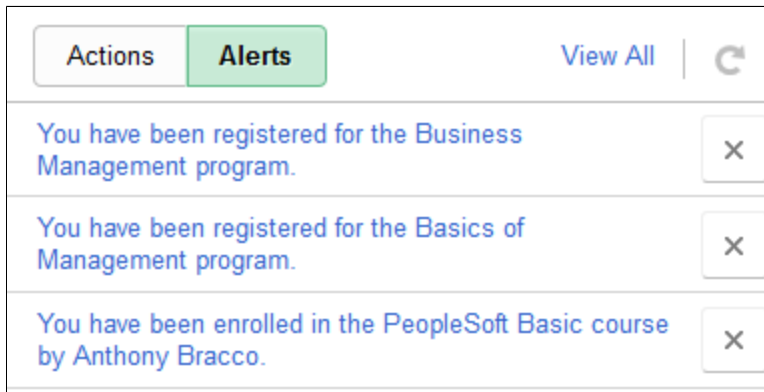 Actions Alerts View All
You have been registered for the Business
Management program.
You have been registered for the Basics of
Management program.
You have been enrolled in the PeopleSoft Basic course
by Anthony Bracco.